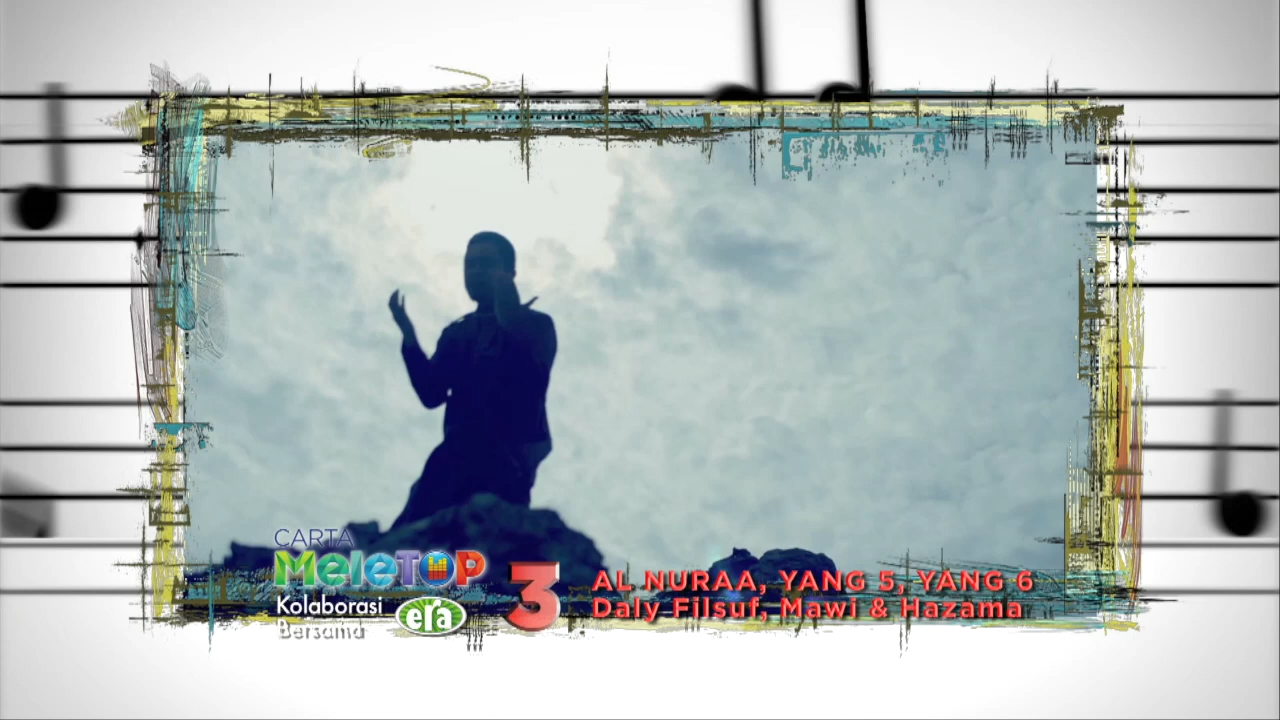 CARTA
MeleTOP
Kolaborasi
Bersama
era
3
AL NURAA, YANG 5, YANG 6
Daly Filsuf, Mawi & Hazama